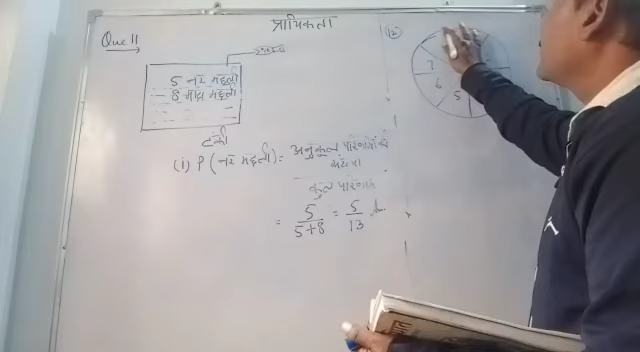 प्रायिकता
Que 11
5 नर मछली
8 मादा मछली
टंकी
(i) P (नर मछली) = अनुकूल परिणामों की
संख्या
कुल परिणाम
= 5/5+8 = 5/13
12
7
6
5